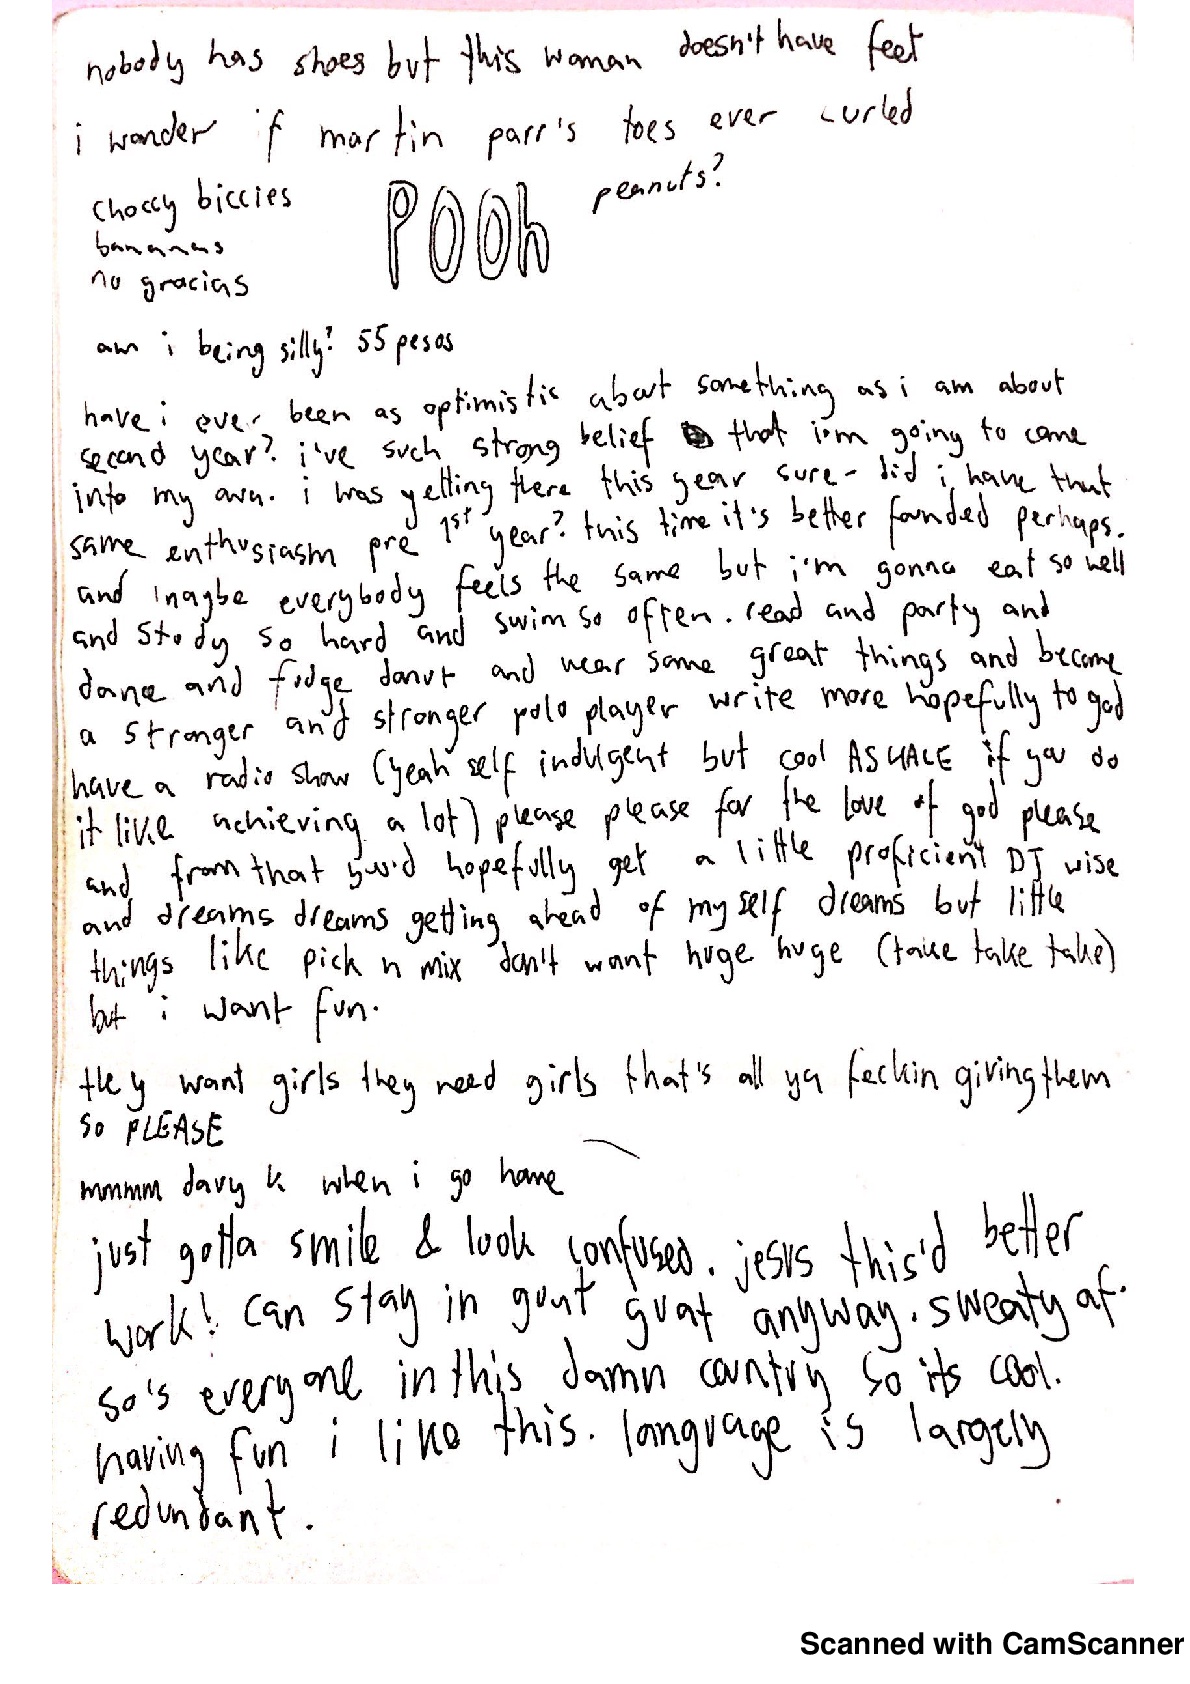 nobody has shoes but this woman doesn't have feet
i wonder if martin parr's toes ever curled
choccy biccies
POOh
peanuts?
bananas
no gracias
am i being silly? 55 pesos
have i ever been as optimistic about something as i am about
second year? i've such strong belief that i'm going to come
into my own. i was getting there this year sure - did i have that
same enthusiasm pre 1st year? this time it's better founded perhaps.
and maybe everybody feels the same but i'm gonna eat so well
and study so hard and swim so often. read and party and
dance and fudge donut and wear some great things and become
a stronger and stronger polo player write more hopefully to god
have a radio show (yeah self indulgent but cool AS HALE if you do
it like achieving a lot) please please for the love of god please
and from that you'd hopefully get a little proficient DJ wise
and dreams dreams getting ahead of my self dreams but little
things like pick n mix don't want huge huge (take take take)
but i want fun.
they want girls they need girls that's all ya feckin giving them
so PLEASE
mmmm davy k when i go home
just gotta smile & look confused. jesus this'd better
work! can stay in guat anyway. sweaty af.
so's everyone in this damn country so its cool.
having fun i like this. language is largely
redundant.
Scanned with CamScanner